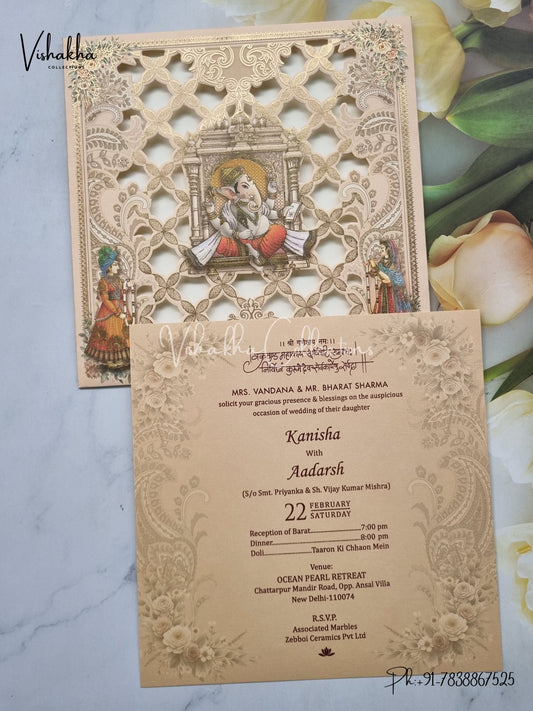 Vishakha
COLLECTIONS
Vishakha Collections
।। श्री गणेशाय नमः ।।
MRS. VANDANA & MR. BHARAT SHARMA
solicit your gracious presence & blessings on the auspicious
occasion of wedding of their daughter
Kanisha
With
Aadarsh
(S/o Smt. Priyanka & Sh. Vijay Kumar Mishra)
22 FEBRUARY
SATURDAY
Reception of Barat..............................7:00 pm
Dinner................................................8:00 pm
Doli....................Taaron Ki Chhaon Mein
Venue:
OCEAN PEARL RETREAT
Chattarpur Mandir Road, Opp. Ansal Villa
New Delhi-110074
R.S.V.P.
Associated Marbles
Zebboi Ceramics Pvt Ltd
Ph:+91-7838867525